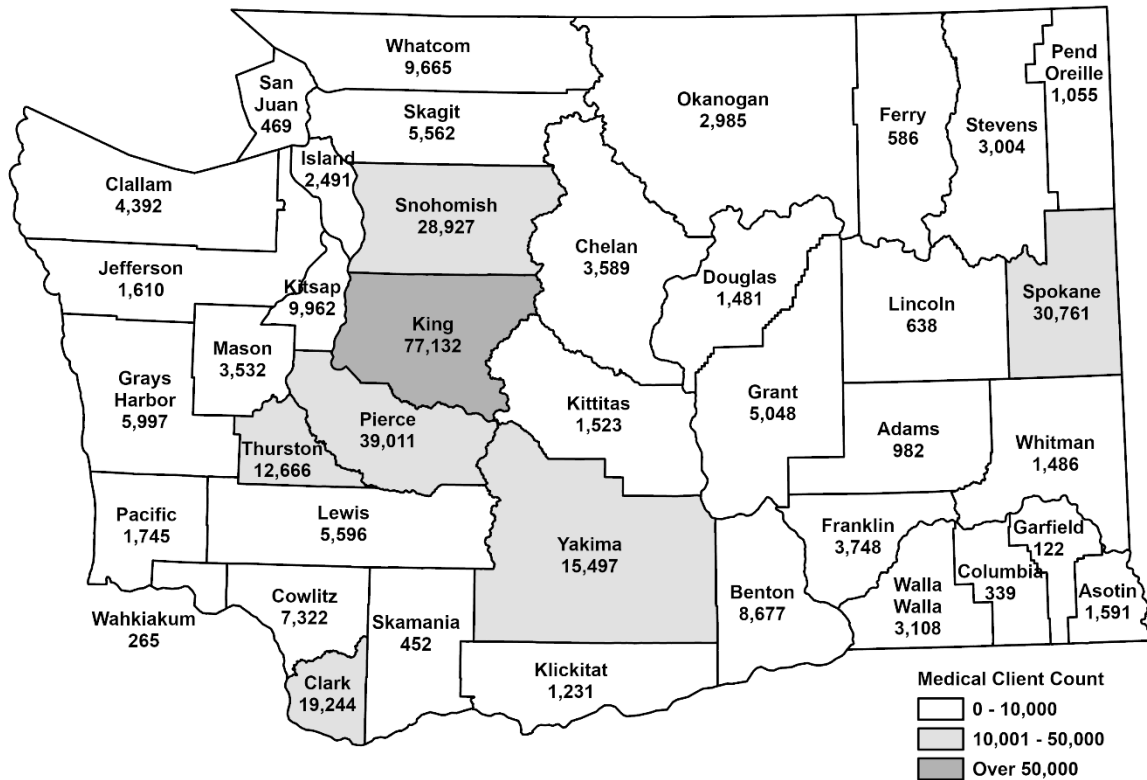 Whatcom
9,665
San
Juan
469
Skagit
5,562
Okanogan
2,985
Ferry
586
Stevens
3,004
Pend
Oreille
1,055
Island
2,491
Clallam
4,392
Snohomish
28,927
Chelan
3,589
Douglas
1,481
Jefferson
1,610
Kitsap
9,962
King
77,132
Lincoln
638
Spokane
30,761
Mason
3,532
Grays
Harbor
5,997
Pierce
39,011
Thurston
12,666
Kittitas
1,523
Grant
5,048
Adams
982
Whitman
1,486
Pacific
1,745
Lewis
5,596
Yakima
15,497
Benton
8,677
Franklin
3,748
Walla
Walla
3,108
Columbia
339
Garfield
122
Asotin
1,591
Wahkiakum
265
Cowlitz
7,322
Skamania
452
Clark
19,244
Klickitat
1,231
Medical Client Count
0 - 10,000
10,001 - 50,000
Over 50,000